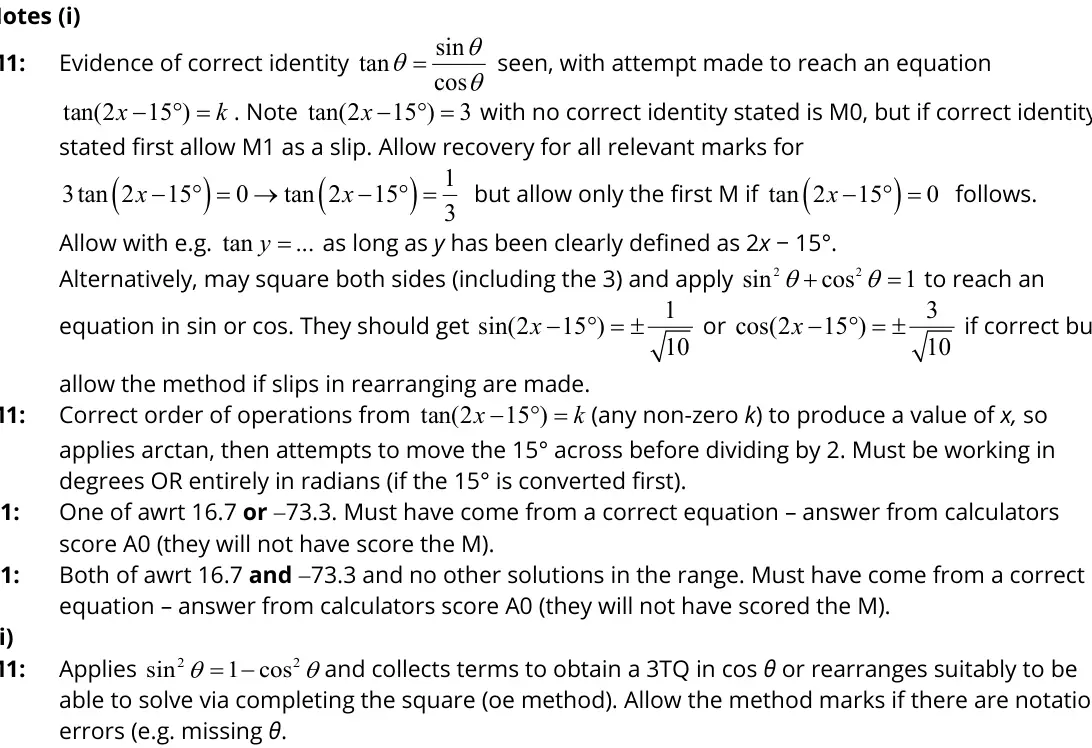 lotes (i)
11: Evidence of correct identity tan θ = sin θ / cos θ seen, with attempt made to reach an equation
tan(2x − 15°) = k . Note tan(2x − 15°) = 3 with no correct identity stated is M0, but if correct identity
stated first allow M1 as a slip. Allow recovery for all relevant marks for
3 tan(2x − 15°) = 0 → tan(2x − 15°) = 1/3 but allow only the first M if tan(2x − 15°) = 0 follows.
Allow with e.g. tan y = ... as long as y has been clearly defined as 2x − 15°.
Alternatively, may square both sides (including the 3) and apply sin² θ + cos² θ = 1 to reach an
equation in sin or cos. They should get sin(2x − 15°) = ± 1/√10 or cos(2x − 15°) = ± 3/√10 if correct bu
allow the method if slips in rearranging are made.
11: Correct order of operations from tan(2x − 15°) = k (any non-zero k) to produce a value of x, so
applies arctan, then attempts to move the 15° across before dividing by 2. Must be working in
degrees OR entirely in radians (if the 15° is converted first).
1: One of awrt 16.7 or −73.3. Must have come from a correct equation – answer from calculators
score A0 (they will not have score the M).
1: Both of awrt 16.7 and −73.3 and no other solutions in the range. Must have come from a correct
equation – answer from calculators score A0 (they will not have scored the M).
i)
11: Applies sin² θ = 1 − cos² θ and collects terms to obtain a 3TQ in cos θ or rearranges suitably to be
able to solve via completing the square (oe method). Allow the method marks if there are notatio
errors (e.g. missing θ.